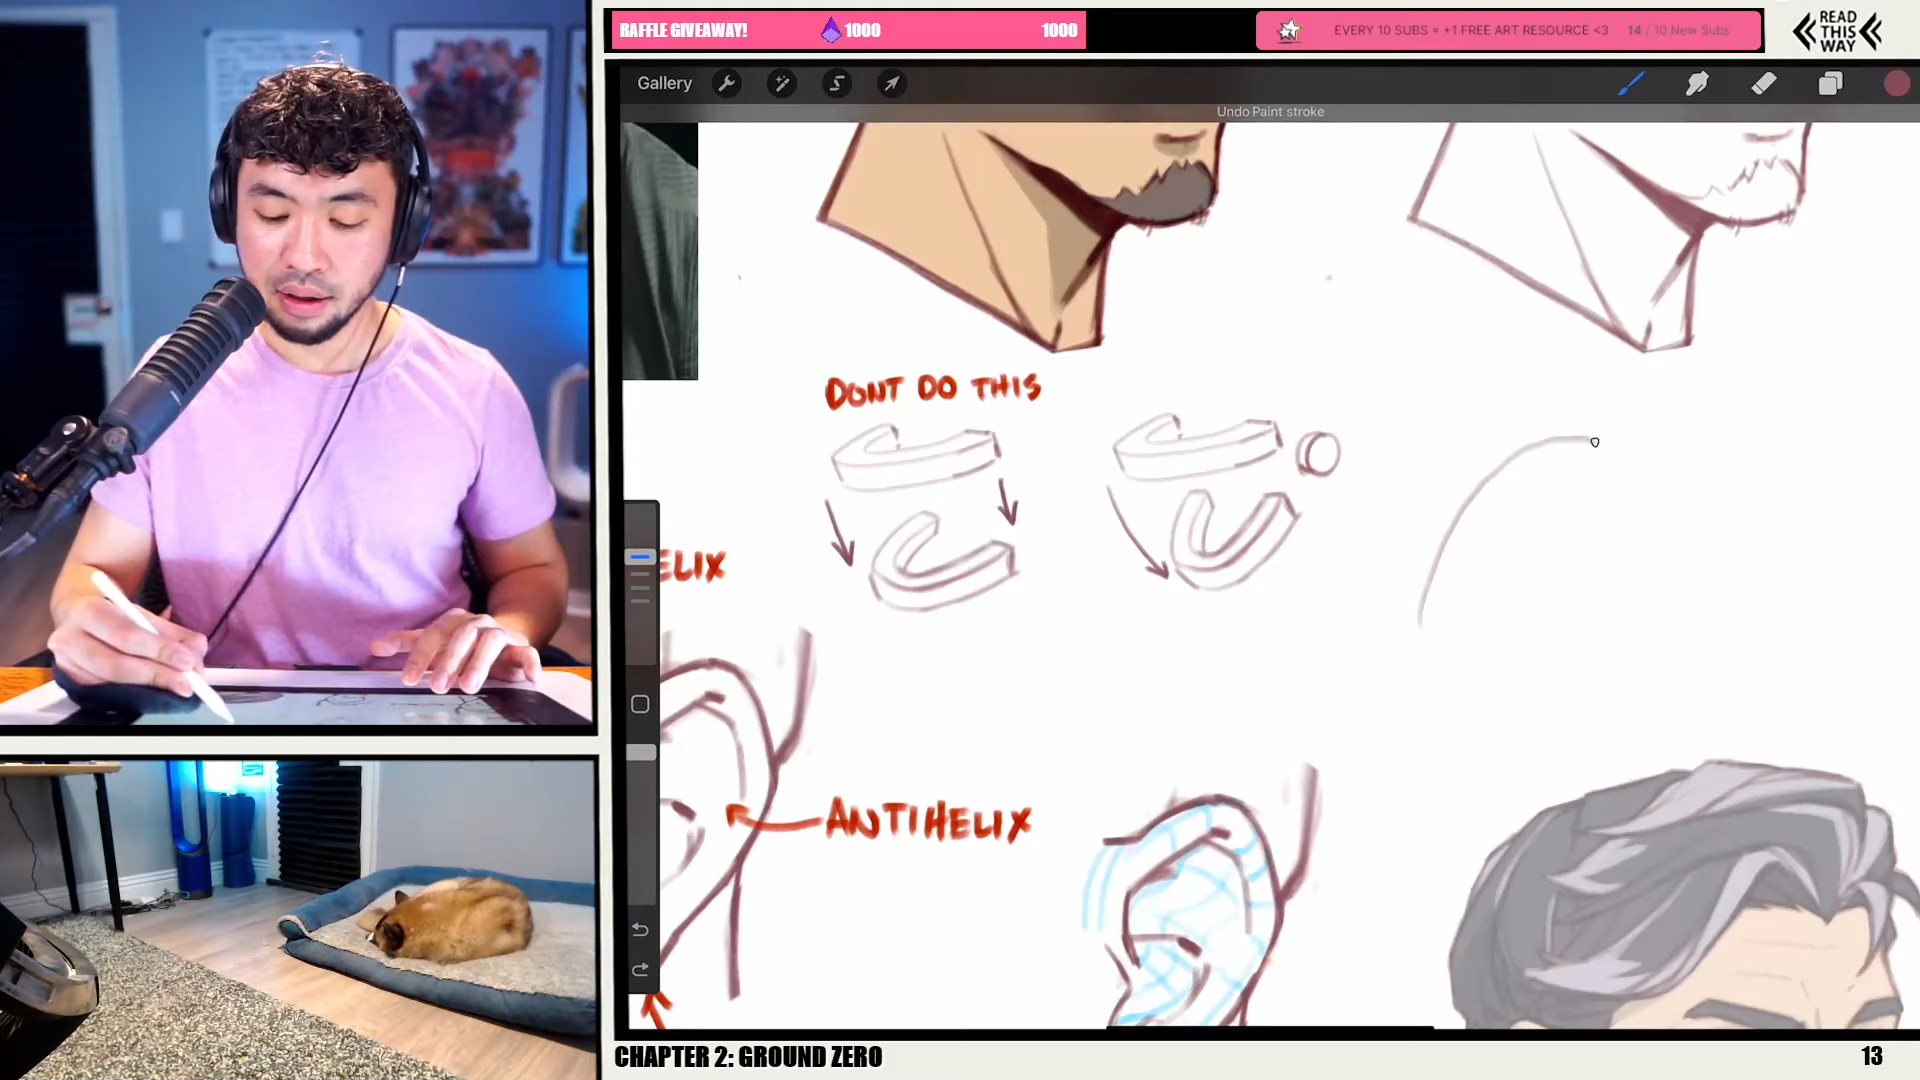 RAFFLE GIVEAWAY! 1000 1000
EVERY 10 SUBS = +1 FREE ART RESOURCE <3 14 / 10 New Subs
READ
THIS
WAY
Gallery
Undo Paint stroke
DONT DO THIS
ELIX
ANTIHELIX
CHAPTER 2: GROUND ZERO 13